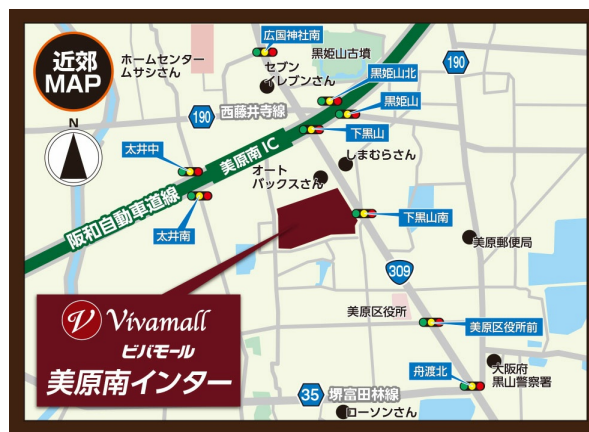 近郊
MAP
N
ホームセンター
ムサシさん
広国神社南
黒姫山古墳
セブン
イレブンさん
190
黒姫山北
黒姫山
190
西藤井寺線
下黒山
美原南IC
太井中
しまむらさん
オート
バックスさん
阪和自動車道線
太井南
下黒山南
美原郵便局
309
Vivamall
ビバモール
美原南インター
美原区役所
美原区役所前
舟渡北
大阪府
黒山警察署
35
堺富田林線
ローソンさん